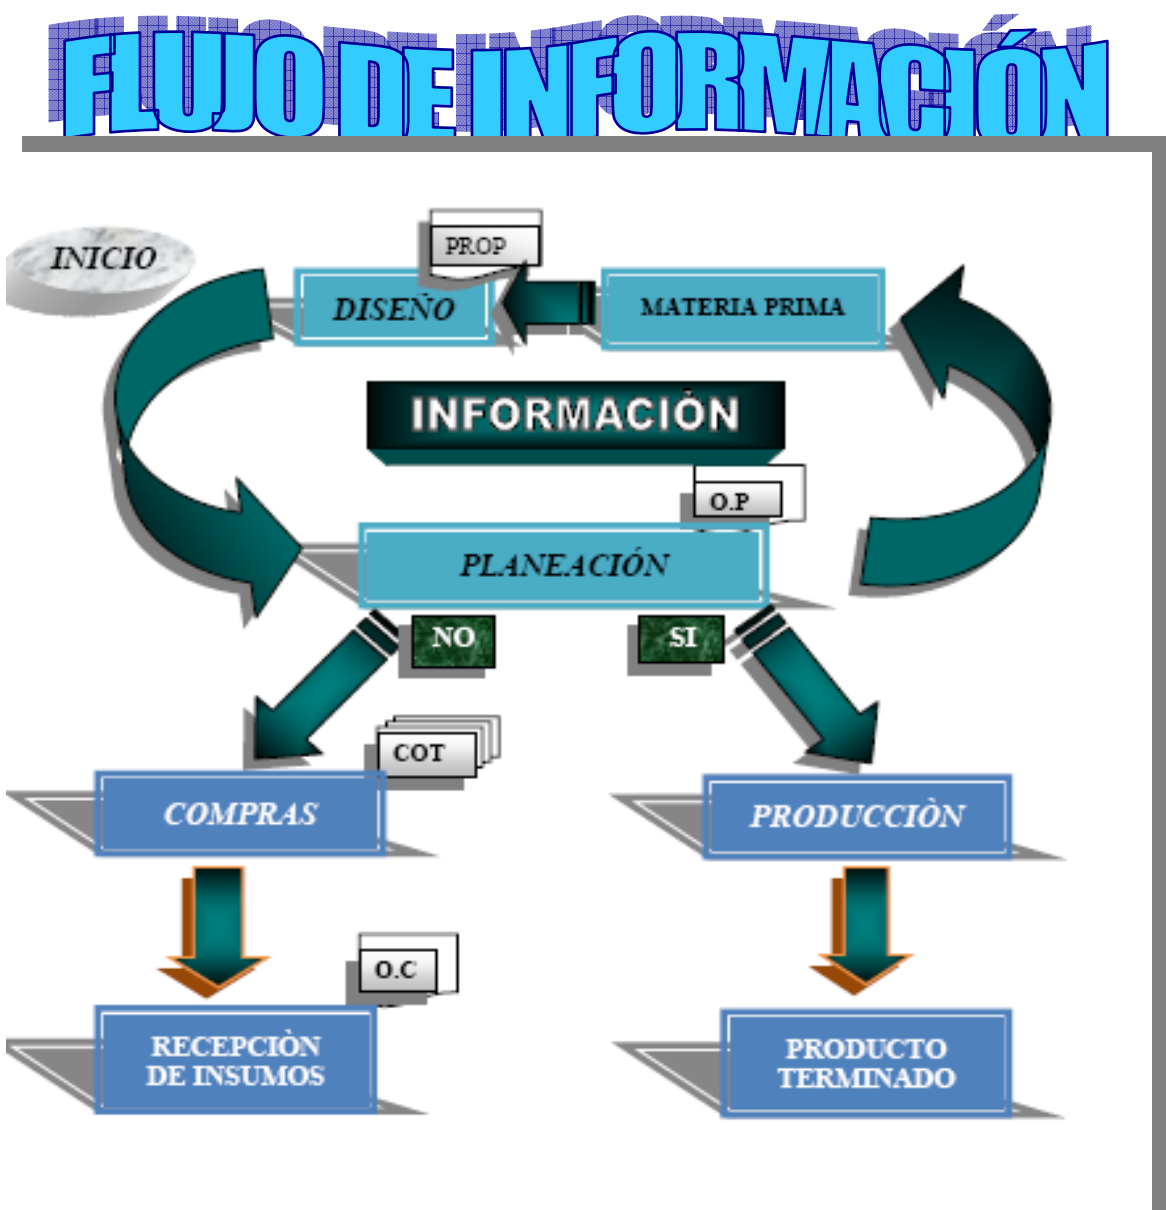 FLUJO DE INFORMACIÓN
INICIO
PROP
DISEÑO
MATERIA PRIMA
INFORMACIÓN
O.P
PLANEACIÓN
NO
SI
COT
COMPRAS
PRODUCCIÒN
O.C
RECEPCIÒN
DE INSUMOS
PRODUCTO
TERMINADO